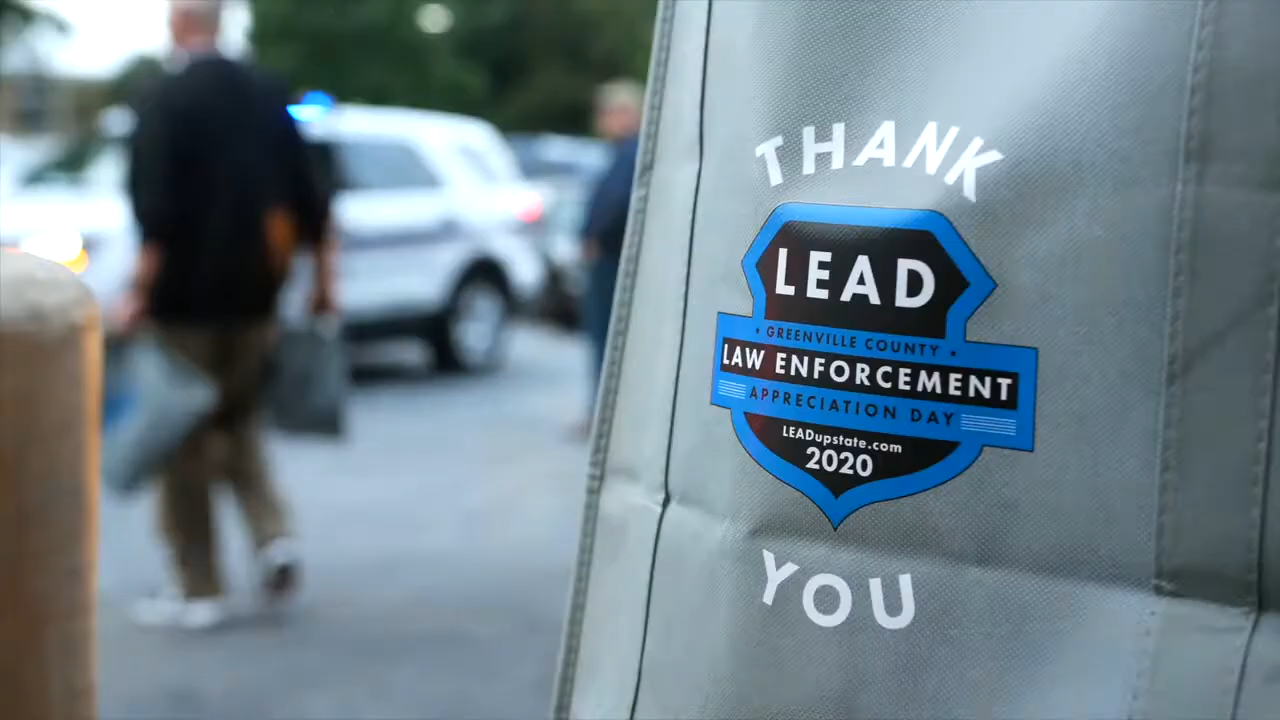 THANK
LEAD
• GREENVILLE COUNTY •
LAW ENFORCEMENT
APPRECIATION DAY
LEADupstate.com
2020
YOU